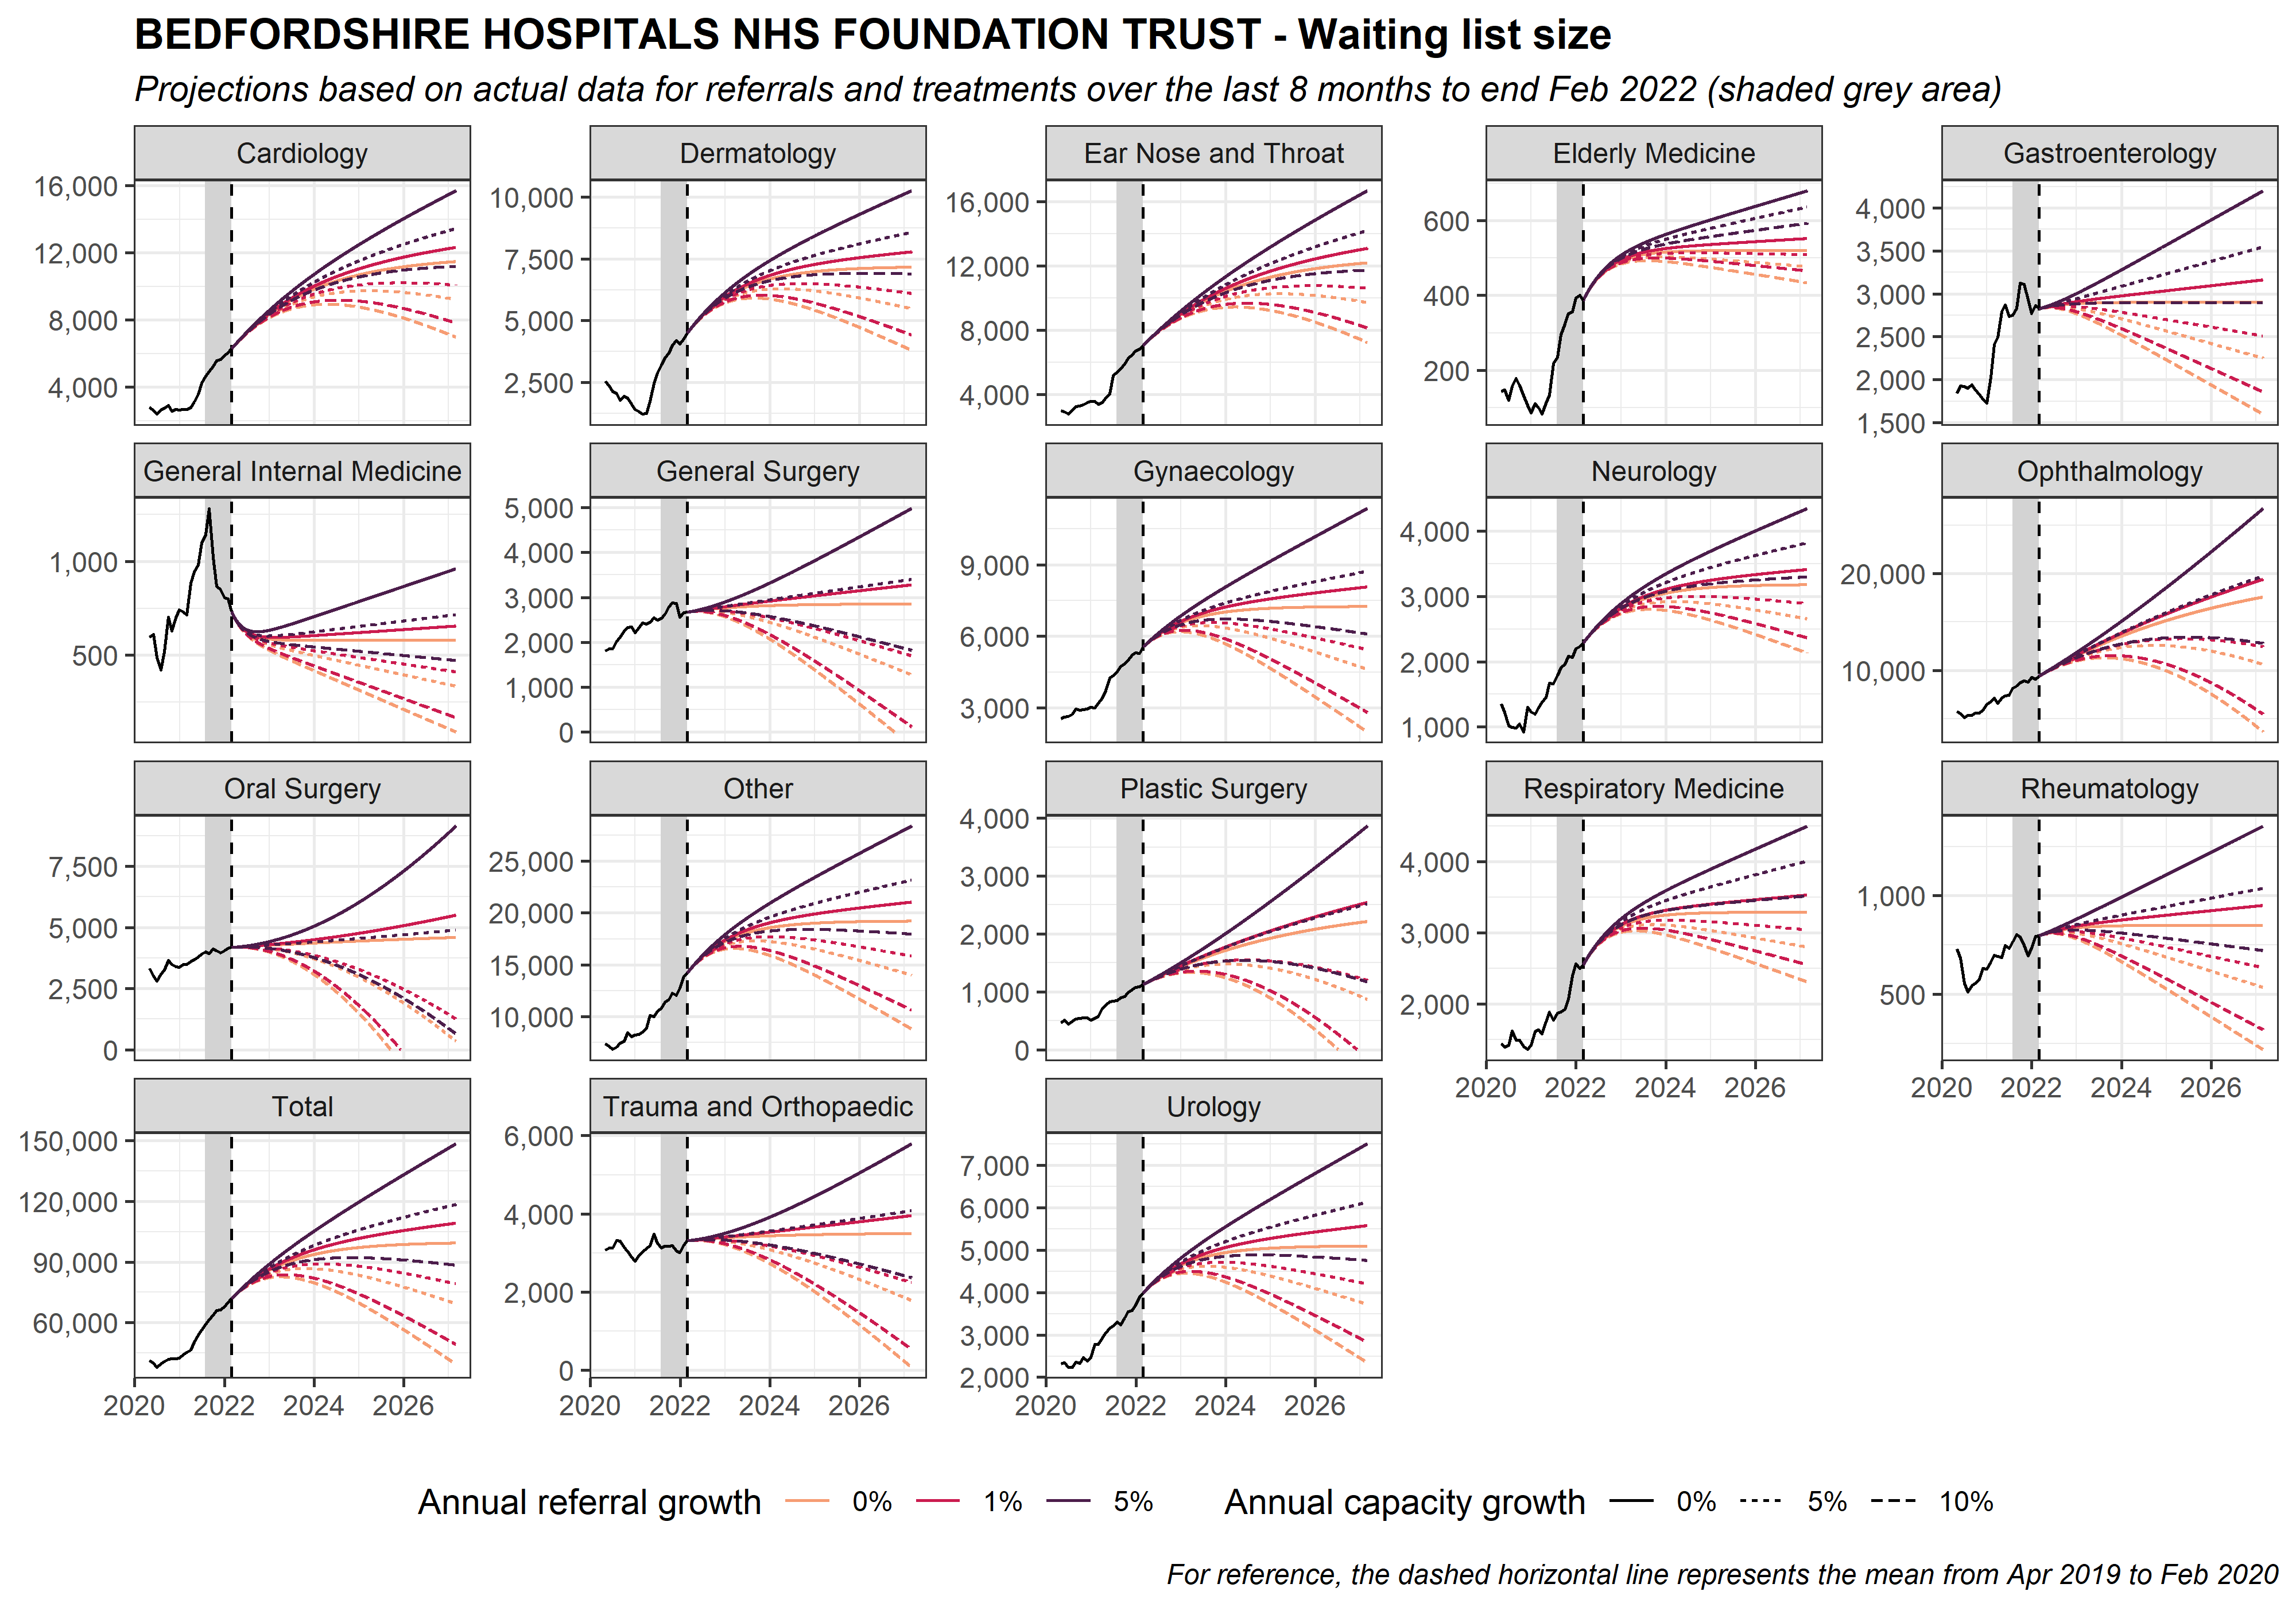 BEDFORDSHIRE HOSPITALS NHS FOUNDATION TRUST - Waiting list size
Projections based on actual data for referrals and treatments over the last 8 months to end Feb 2022 (shaded grey area)
Cardiology
16,000
12,000
8,000
4,000
Dermatology
10,000
7,500
5,000
2,500
Ear Nose and Throat
16,000
12,000
8,000
4,000
Elderly Medicine
600
400
200
Gastroenterology
4,000
3,500
3,000
2,500
2,000
1,500
General Internal Medicine
1,000
500
General Surgery
5,000
4,000
3,000
2,000
1,000
0
Gynaecology
9,000
6,000
3,000
Neurology
4,000
3,000
2,000
1,000
Ophthalmology
20,000
10,000
Oral Surgery
7,500
5,000
2,500
0
Other
25,000
20,000
15,000
10,000
Plastic Surgery
4,000
3,000
2,000
1,000
0
Respiratory Medicine
4,000
3,000
2,000
2020 2022 2024 2026
Rheumatology
1,000
500
2020 2022 2024 2026
Total
150,000
120,000
90,000
60,000
2020 2022 2024 2026
Trauma and Orthopaedic
6,000
4,000
2,000
0
2020 2022 2024 2026
Urology
7,000
6,000
5,000
4,000
3,000
2,000
2020 2022 2024 2026
Annual referral growth 0% 1% 5% Annual capacity growth 0% 5% 10%
For reference, the dashed horizontal line represents the mean from Apr 2019 to Feb 2020